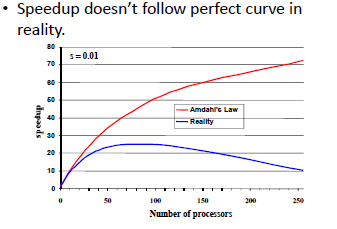 • Speedup doesn't follow perfect curve in
reality.
80
s = 0.01
70
60
50
40
30
20
10
0
speedup
Amdahl's Law
Reality
0 50 100 150 200 250
Number of processors